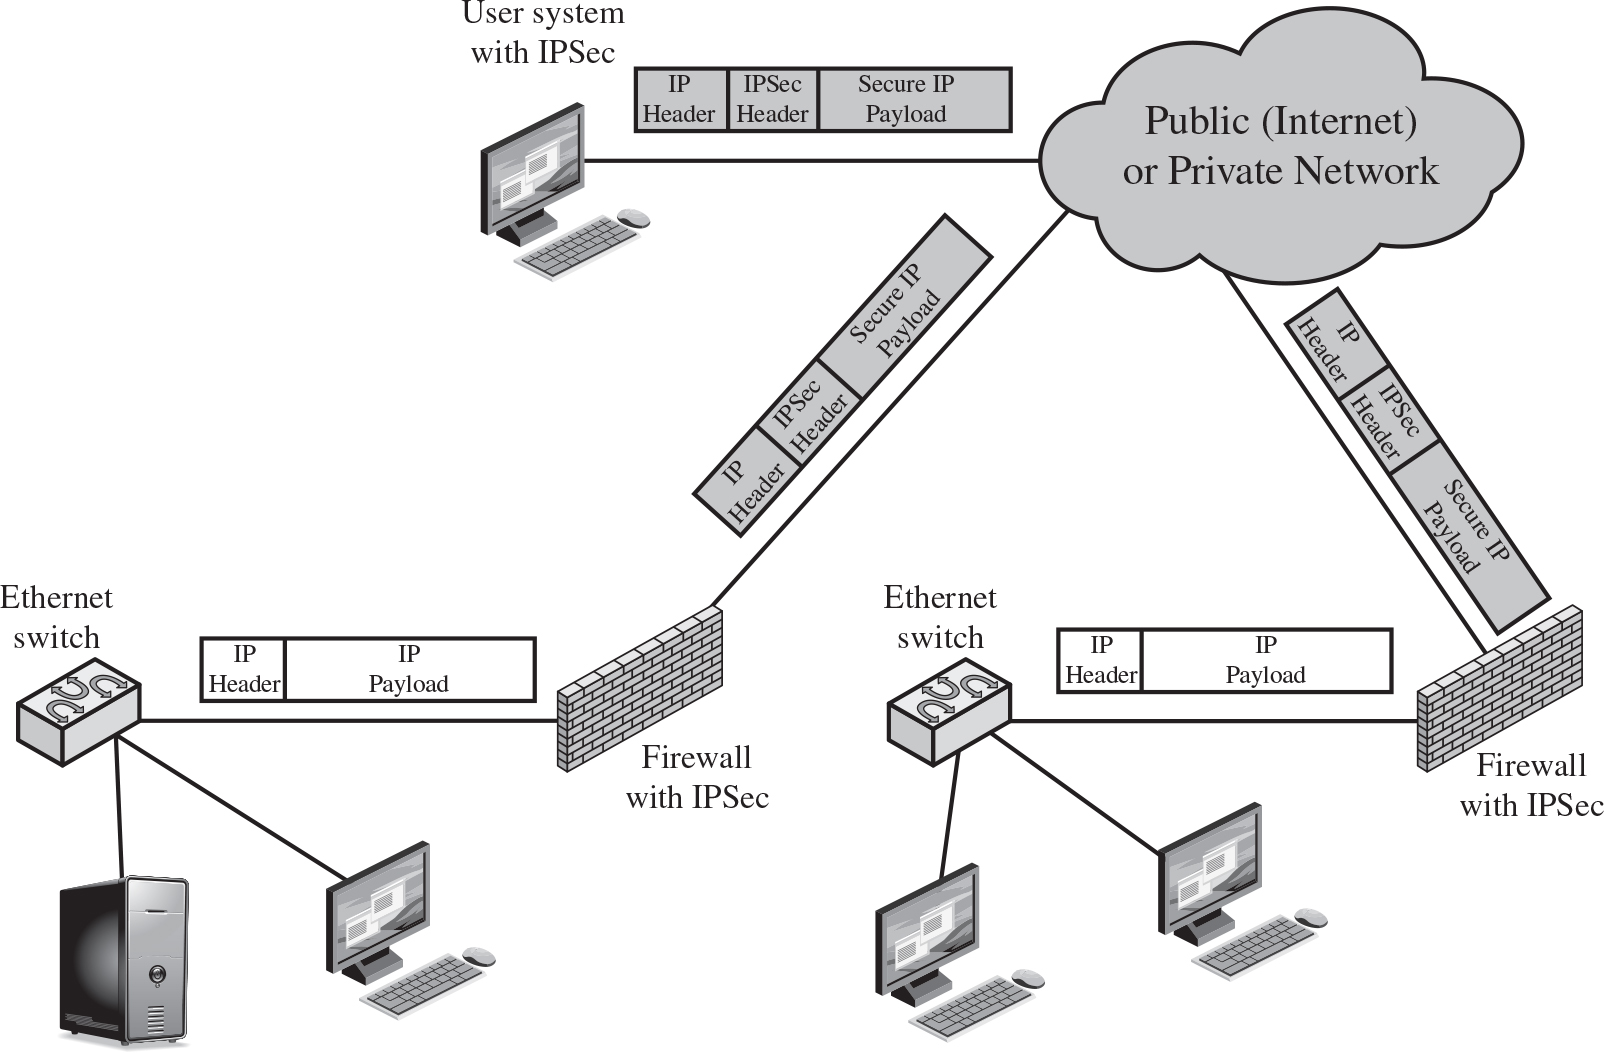 User system
with IPSec
IP
Header
IPSec
Header
Secure IP
Payload
Public (Internet)
or Private Network
IP
Header
IPSec
Header
Secure IP
Payload
IP
Header
IPSec
Header
Secure IP
Payload
Ethernet
switch
IP
Header
IP
Payload
Firewall
with IPSec
Ethernet
switch
IP
Header
IP
Payload
Firewall
with IPSec